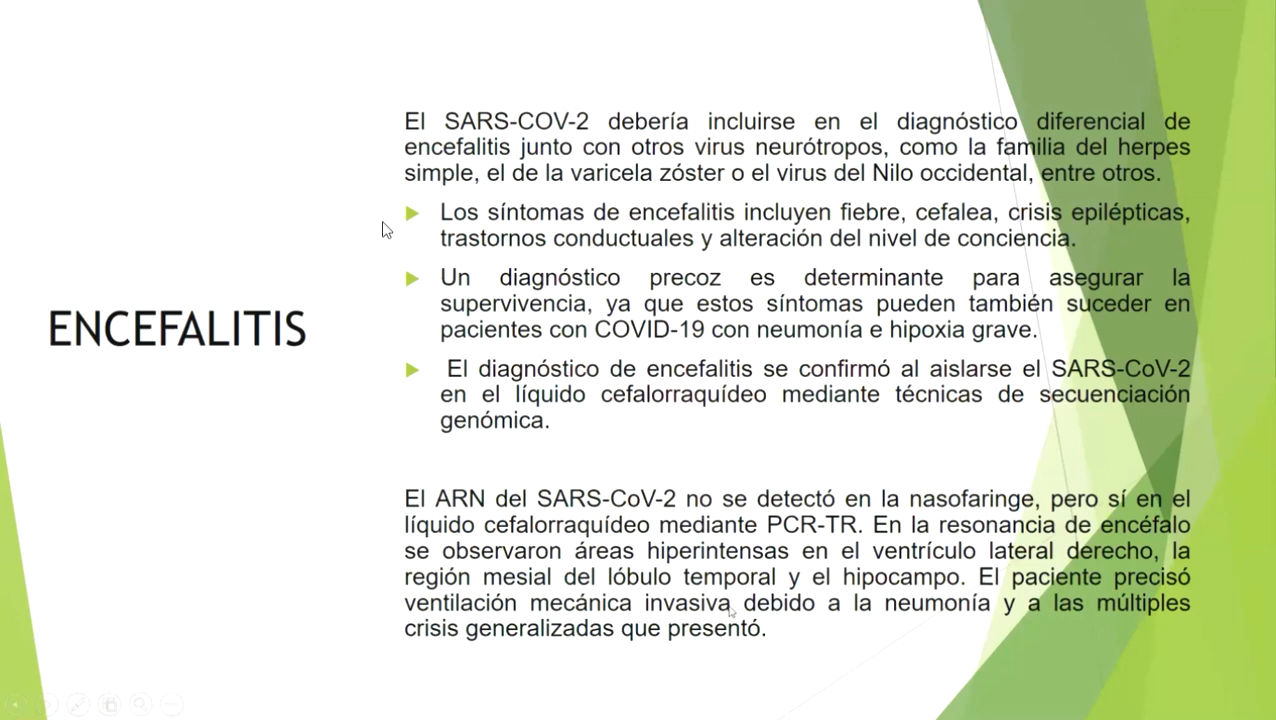 ENCEFALITIS
El SARS-COV-2 debería incluirse en el diagnóstico diferencial de
encefalitis junto con otros virus neurótropos, como la familia del herpes
simple, el de la varicela zóster o el virus del Nilo occidental, entre otros.
Los síntomas de encefalitis incluyen fiebre, cefalea, crisis epilépticas,
trastornos conductuales y alteración del nivel de conciencia.
Un diagnóstico precoz es determinante para asegurar la
supervivencia, ya que estos síntomas pueden también suceder en
pacientes con COVID-19 con neumonía e hipoxia grave.
El diagnóstico de encefalitis se confirmó al aislarse el SARS-CoV-2
en el líquido cefalorraquídeo mediante técnicas de secuenciación
genómica.
El ARN del SARS-CoV-2 no se detectó en la nasofaringe, pero sí en el
líquido cefalorraquídeo mediante PCR-TR. En la resonancia de encéfalo
se observaron áreas hiperintensas en el ventrículo lateral derecho, la
región mesial del lóbulo temporal y el hipocampo. El paciente precisó
ventilación mecánica invasiva debido a la neumonía y a las múltiples
crisis generalizadas que presentó.